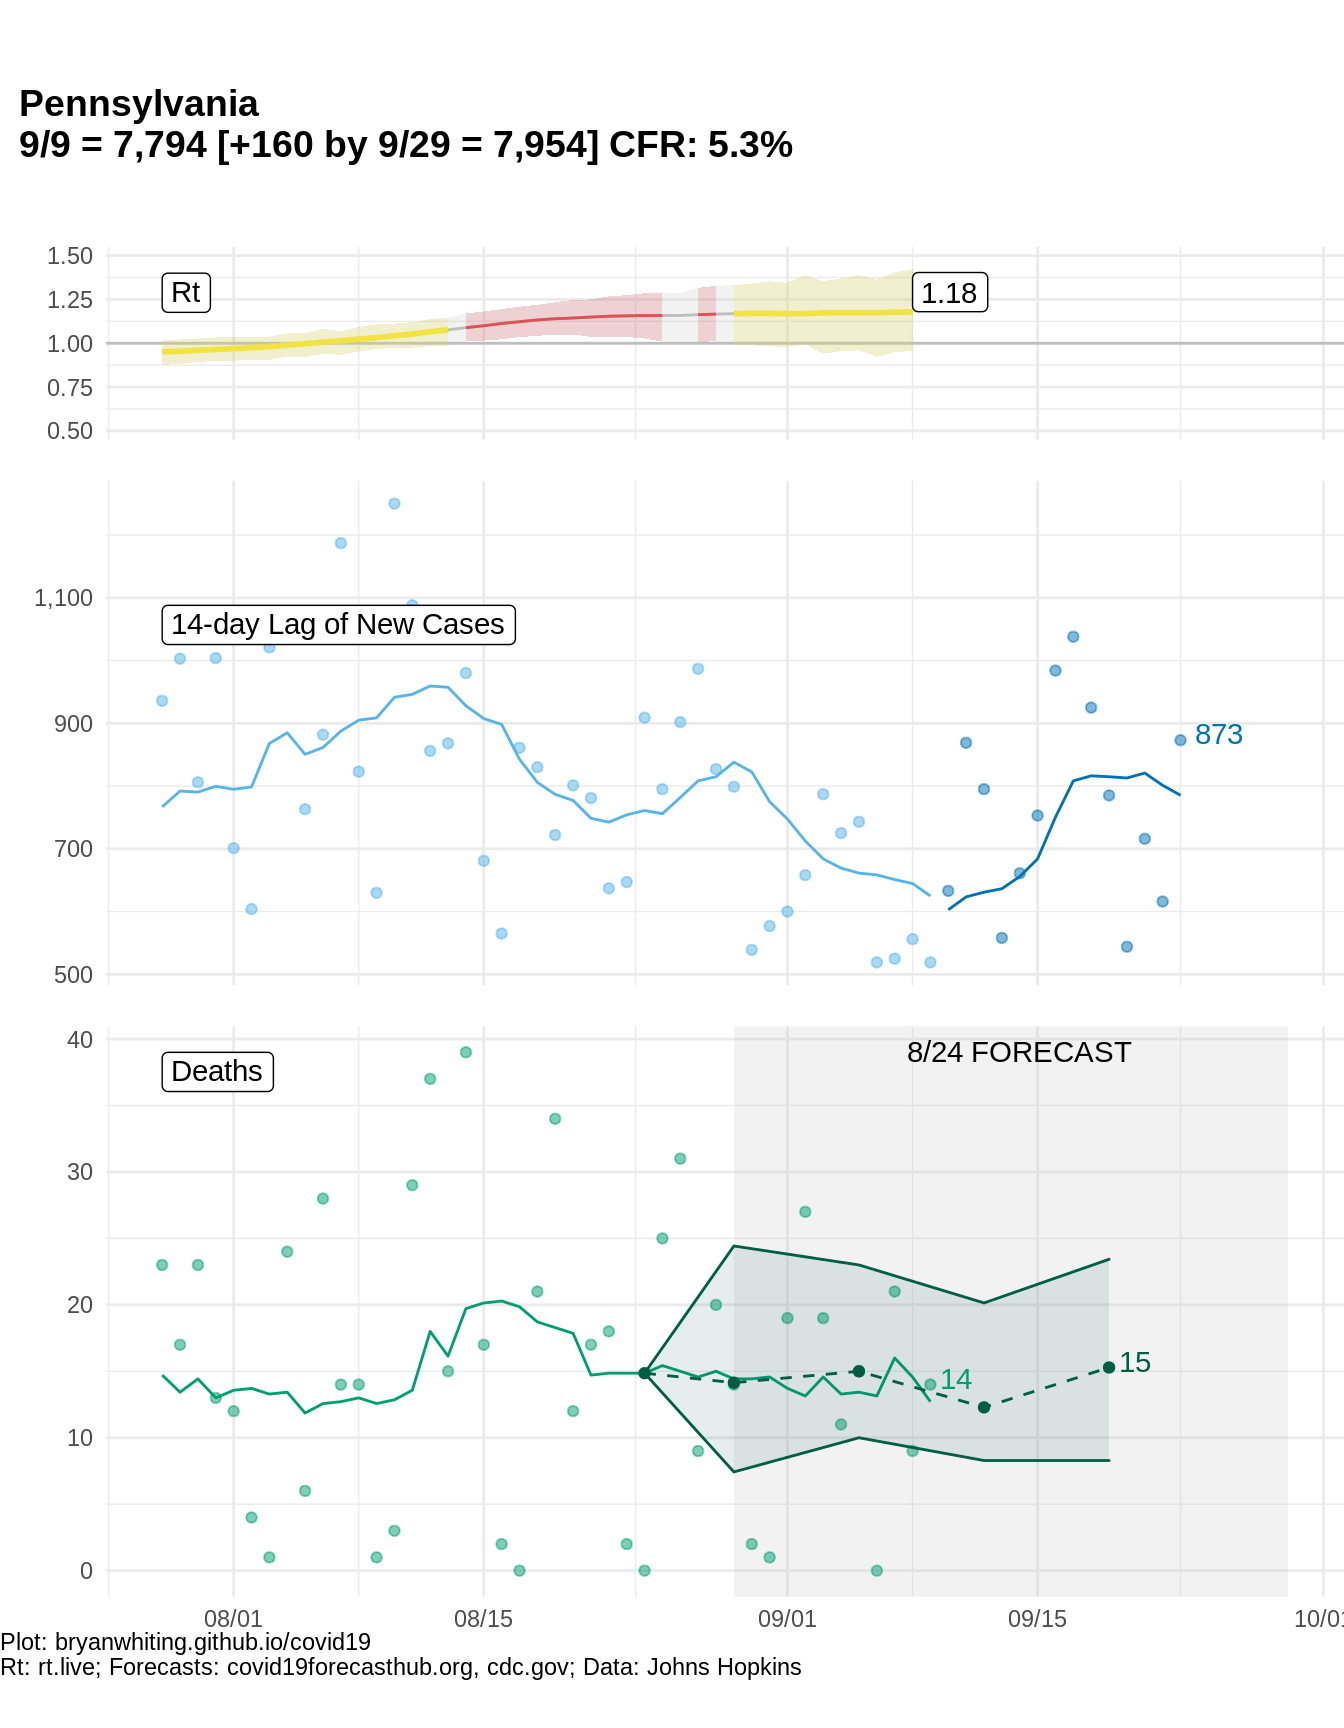 Pennsylvania
9/9 = 7,794 [+160 by 9/29 = 7,954] CFR: 5.3%
1.50
1.25
1.00
0.75
0.50
Rt
1.18
1,100
900
700
500
14-day Lag of New Cases
873
40
30
20
10
0
Deaths
8/24 FORECAST
14
15
08/01 08/15 09/01 09/15 10/01
Plot: bryanwhiting.github.io/covid19
Rt: rt.live; Forecasts: covid19forecasthub.org, cdc.gov; Data: Johns Hopkins